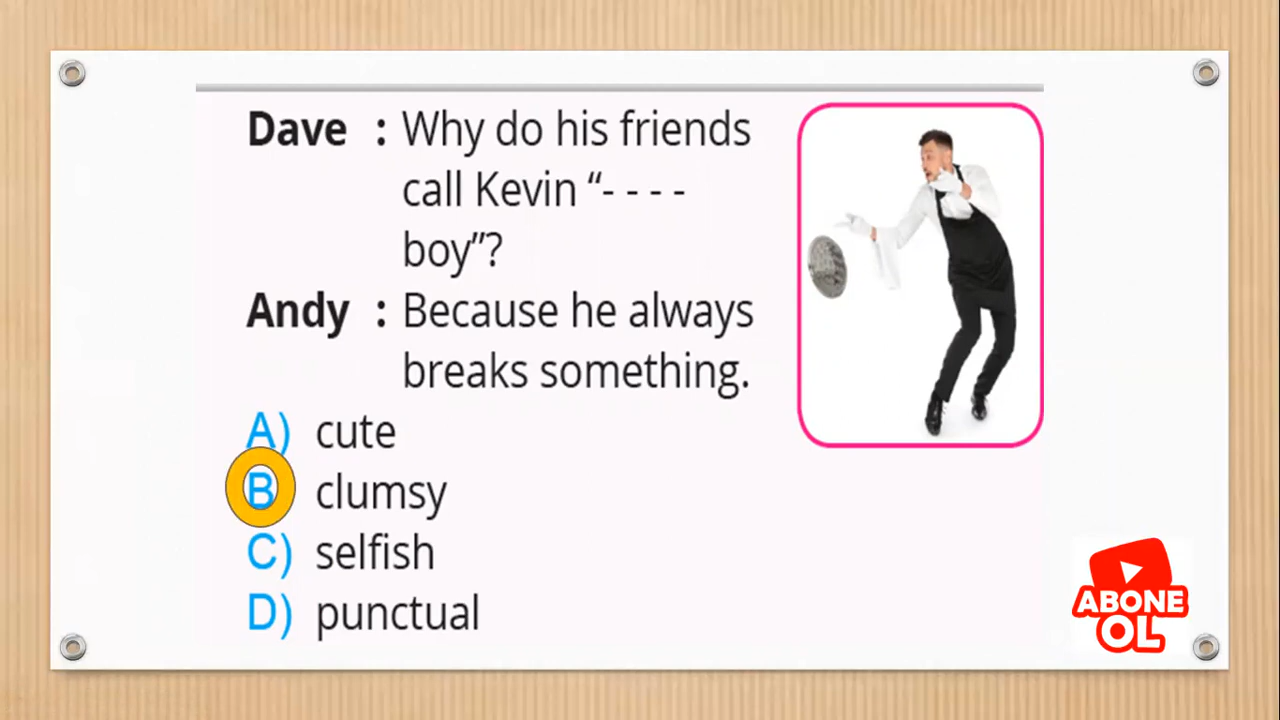 Dave : Why do his friends
call Kevin “- - - -
boy”?
Andy : Because he always
breaks something.
A) cute
B clumsy
C) selfish
D) punctual
ABONE
OL